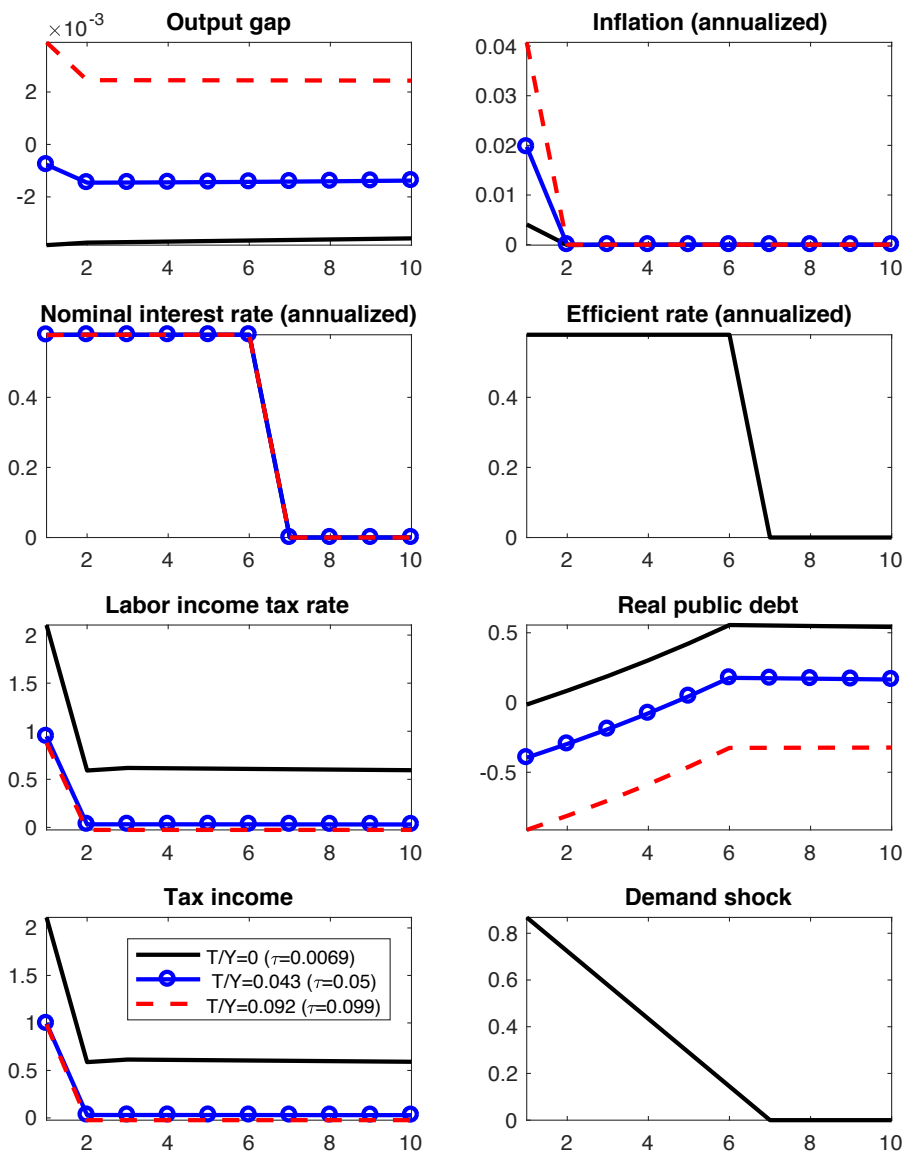 ×10⁻³
Output gap
2
0
-2
2 4 6 8 10
Inflation (annualized)
0.04
0.03
0.02
0.01
0
2 4 6 8 10
Nominal interest rate (annualized)
0.4
0.2
0
2 4 6 8 10
Efficient rate (annualized)
0.4
0.2
0
2 4 6 8 10
Labor income tax rate
2
1.5
1
0.5
0
2 4 6 8 10
Real public debt
0.5
0
-0.5
2 4 6 8 10
Tax income
2
1.5
1
0.5
0
T/Y=0 (τ=0.0069)
T/Y=0.043 (τ=0.05)
T/Y=0.092 (τ=0.099)
2 4 6 8 10
Demand shock
0.8
0.6
0.4
0.2
0
2 4 6 8 10